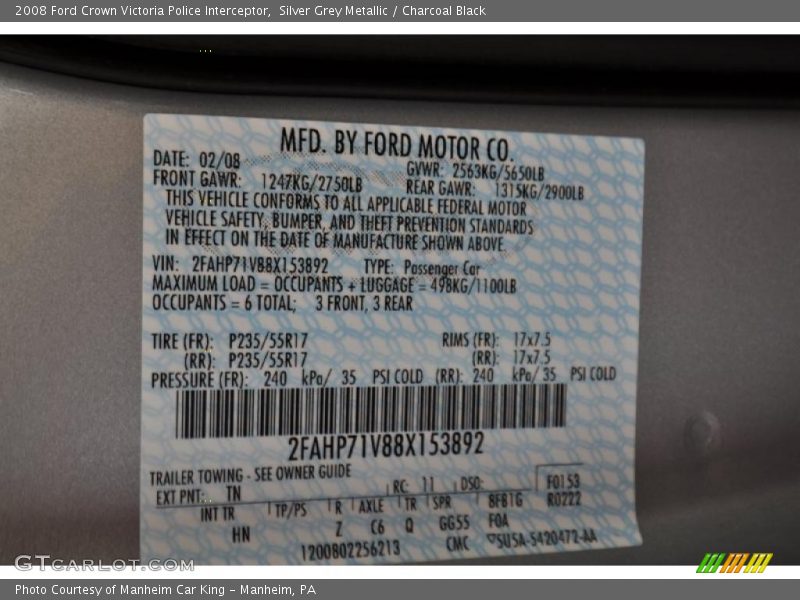 2008 Ford Crown Victoria Police Interceptor,  Silver Grey Metallic / Charcoal Black
MFD. BY FORD MOTOR CO.
DATE: 02/08 GVWR: 2563KG/5650LB
FRONT GAWR: 1247KG/2750LB REAR GAWR: 1315KG/2900LB
THIS VEHICLE CONFORMS TO ALL APPLICABLE FEDERAL MOTOR
VEHICLE SAFETY, BUMPER, AND THEFT PREVENTION STANDARDS
IN EFFECT ON THE DATE OF MANUFACTURE SHOWN ABOVE.
VIN: 2FAHP71V88X153892 TYPE: Passenger Car
MAXIMUM LOAD = OCCUPANTS + LUGGAGE = 498KG/1100LB
OCCUPANTS = 6 TOTAL; 3 FRONT, 3 REAR
TIRE (FR): P235/55R17 RIMS (FR): 17x7.5
(RR): P235/55R17 (RR): 17x7.5
PRESSURE (FR): 240 kPa/ 35 PSI COLD (RR): 240 kPa/ 35 PSI COLD
2FAHP71V88X153892
TRAILER TOWING - SEE OWNER GUIDE
EXT PNT: TN RC: 11 DSO: F0153
R0222
INT TR TP/PS R AXLE TR SPR 8FB1G
HN Z C6 Q GG55 F0A
1200802256213 CMC 5U5A-5420472-AA
GTCarLot.com
Photo Courtesy of Manheim Car King - Manheim, PA